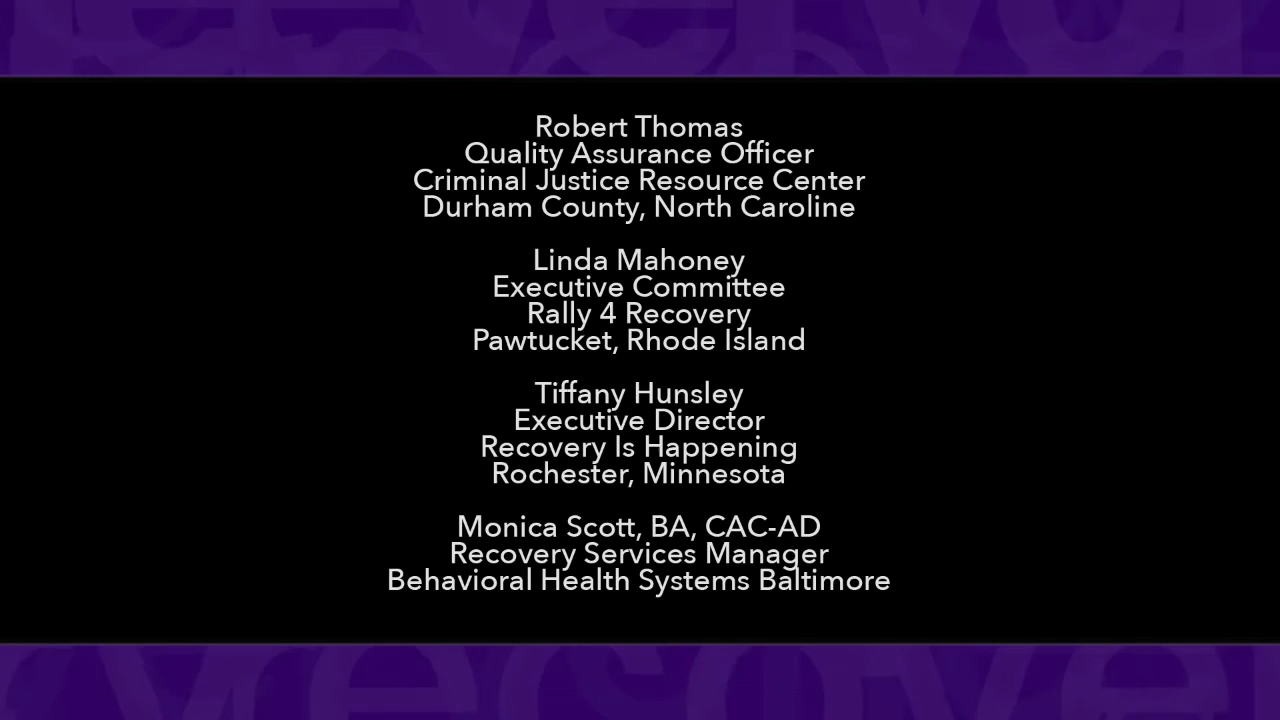 Robert Thomas
Quality Assurance Officer
Criminal Justice Resource Center
Durham County, North Caroline
Linda Mahoney
Executive Committee
Rally 4 Recovery
Pawtucket, Rhode Island
Tiffany Hunsley
Executive Director
Recovery Is Happening
Rochester, Minnesota
Monica Scott, BA, CAC-AD
Recovery Services Manager
Behavioral Health Systems Baltimore